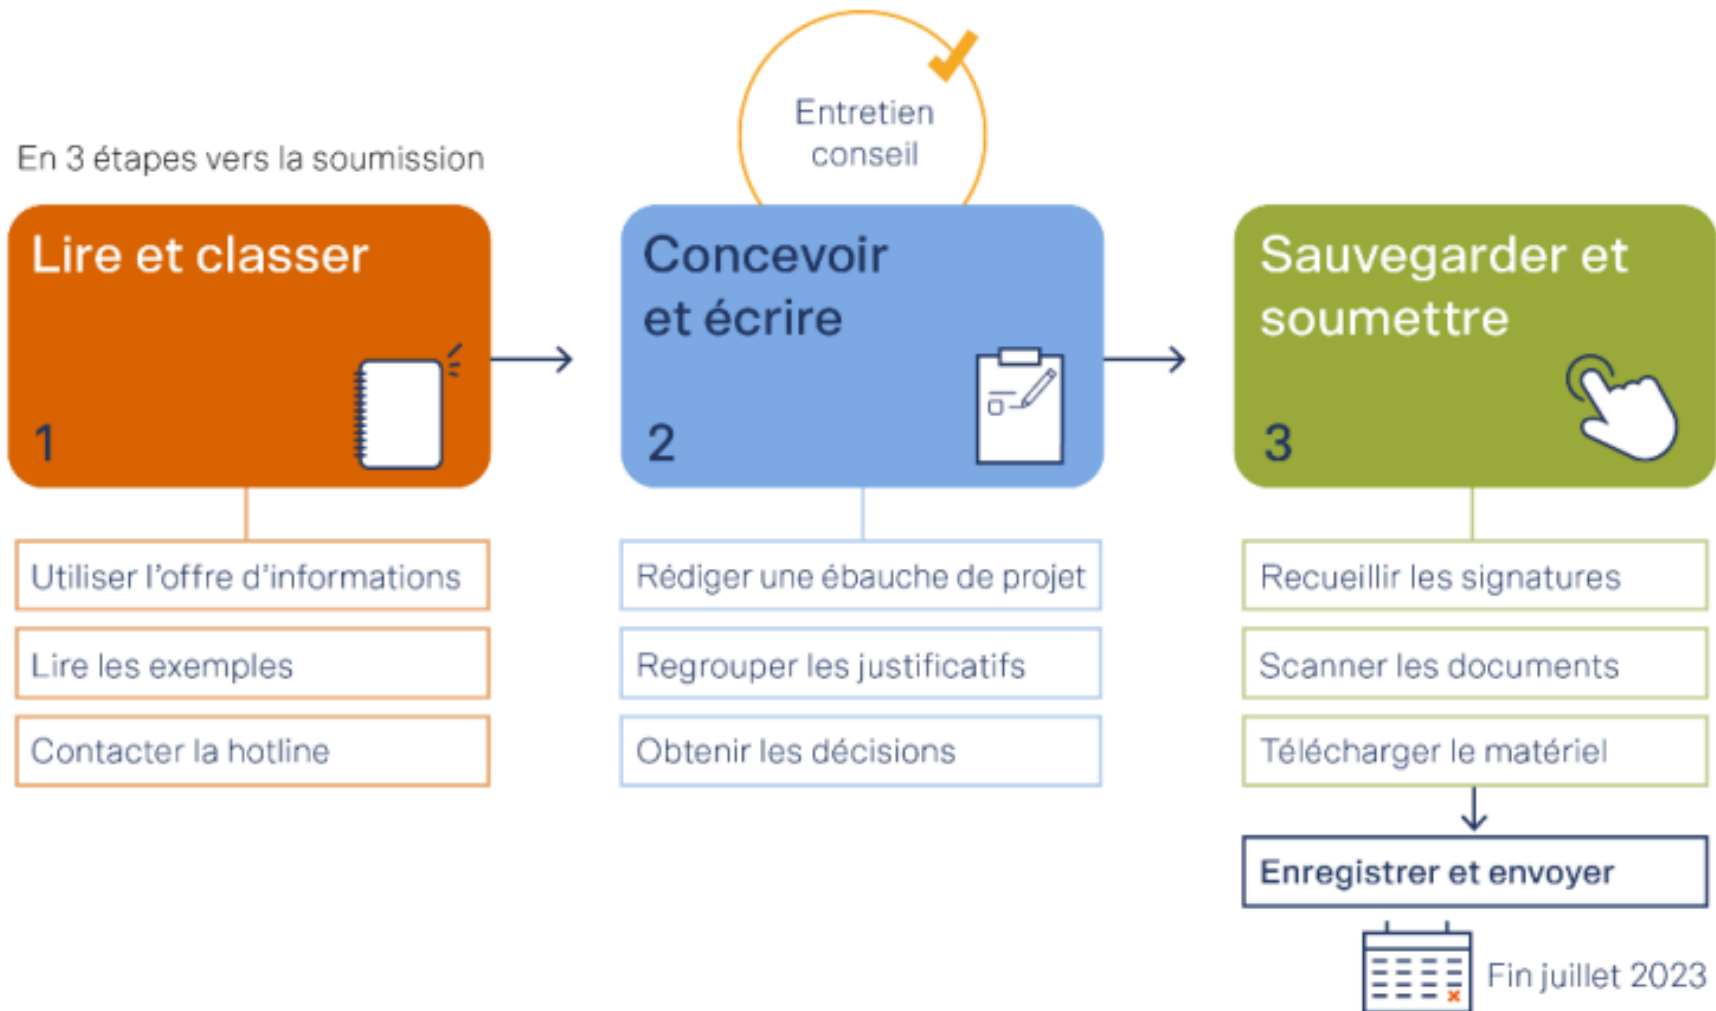 En 3 étapes vers la soumission
Entretien
conseil
Lire et classer
1
Utiliser l'offre d'informations
Lire les exemples
Contacter la hotline
Concevoir
et écrire
2
Rédiger une ébauche de projet
Regrouper les justificatifs
Obtenir les décisions
Sauvegarder et
soumettre
3
Recueillir les signatures
Scanner les documents
Télécharger le matériel
Enregistrer et envoyer
Fin juillet 2023